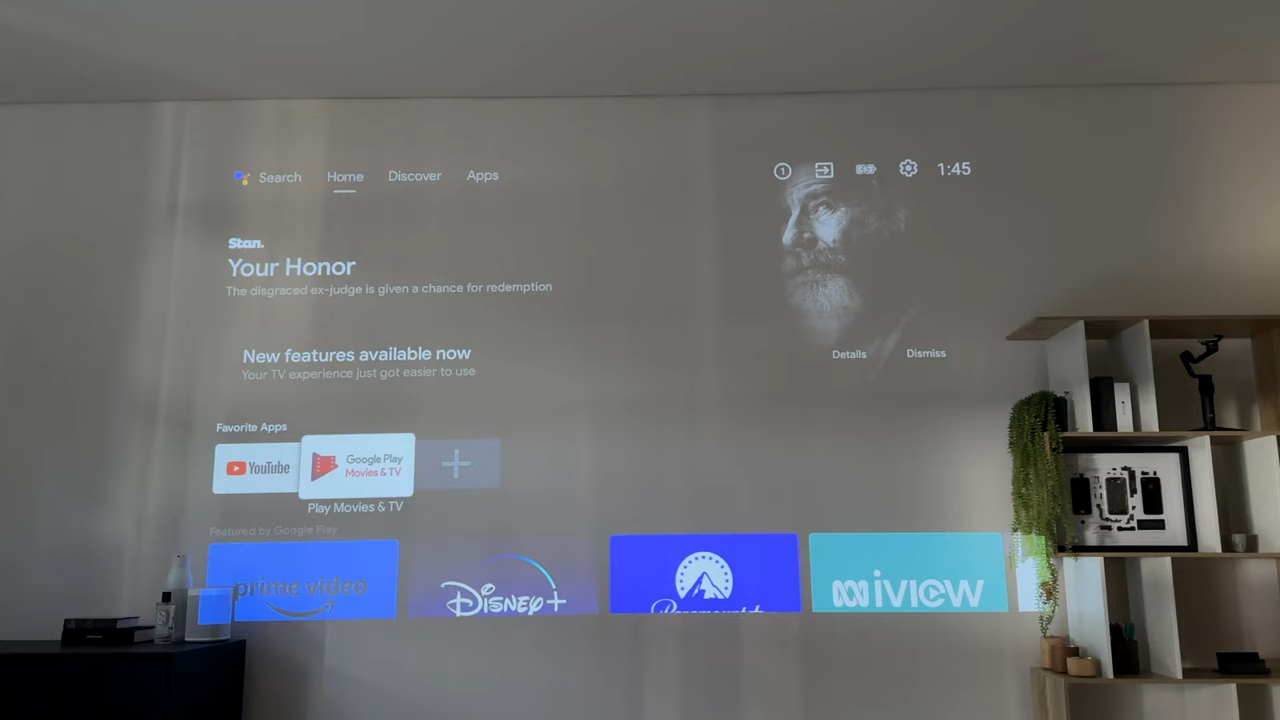 Search Home Discover Apps
1 1:45
Stan.
Your Honor
The disgraced ex-judge is given a chance for redemption
New features available now
Your TV experience just got easier to use
Details Dismiss
Favorite Apps
YouTube
Google Play
Movies & TV
Play Movies & TV
Featured by Google Play
prime video
Disney+
Paramount+
iview